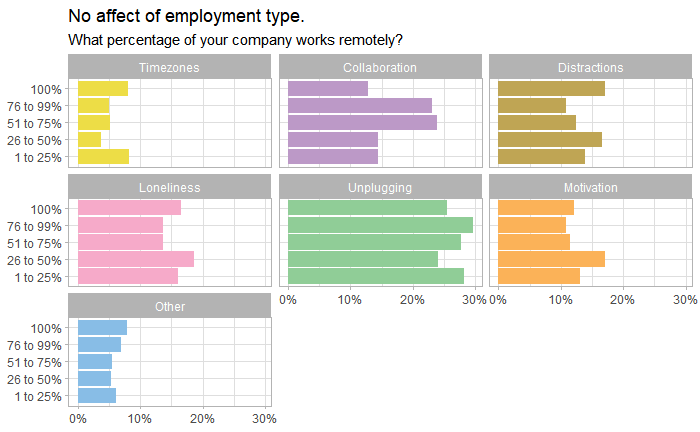 No affect of employment type.
What percentage of your company works remotely?
Timezones Collaboration Distractions
100%
76 to 99%
51 to 75%
26 to 50%
1 to 25%
Loneliness Unplugging Motivation
100%
76 to 99%
51 to 75%
26 to 50%
1 to 25%
0% 10% 20% 30% 0% 10% 20% 30%
Other
100%
76 to 99%
51 to 75%
26 to 50%
1 to 25%
0% 10% 20% 30%